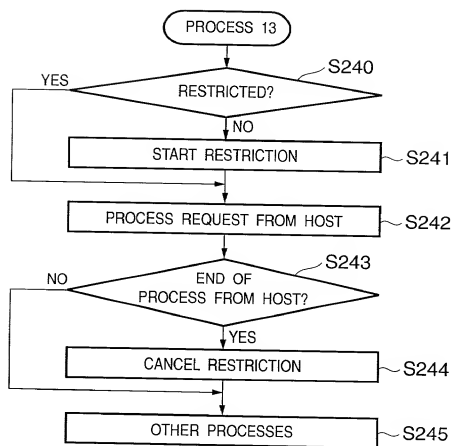 PROCESS 13
S240
YES
RESTRICTED?
NO
START RESTRICTION
S241
PROCESS REQUEST FROM HOST
S242
S243
NO
END OF
PROCESS FROM HOST?
YES
CANCEL RESTRICTION
S244
OTHER PROCESSES
S245